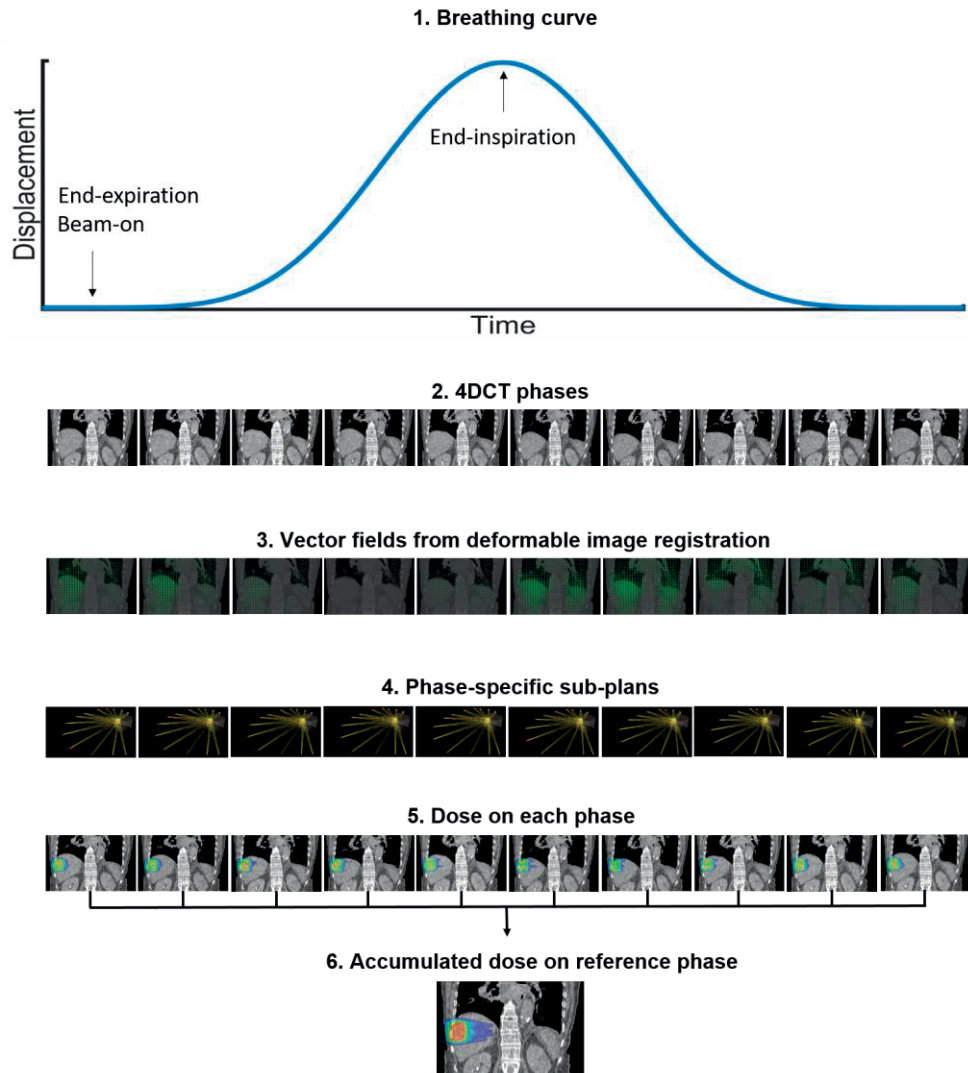 1. Breathing curve
Displacement
End-inspiration
End-expiration
Beam-on
Time
2. 4DCT phases
3. Vector fields from deformable image registration
4. Phase-specific sub-plans
5. Dose on each phase
6. Accumulated dose on reference phase